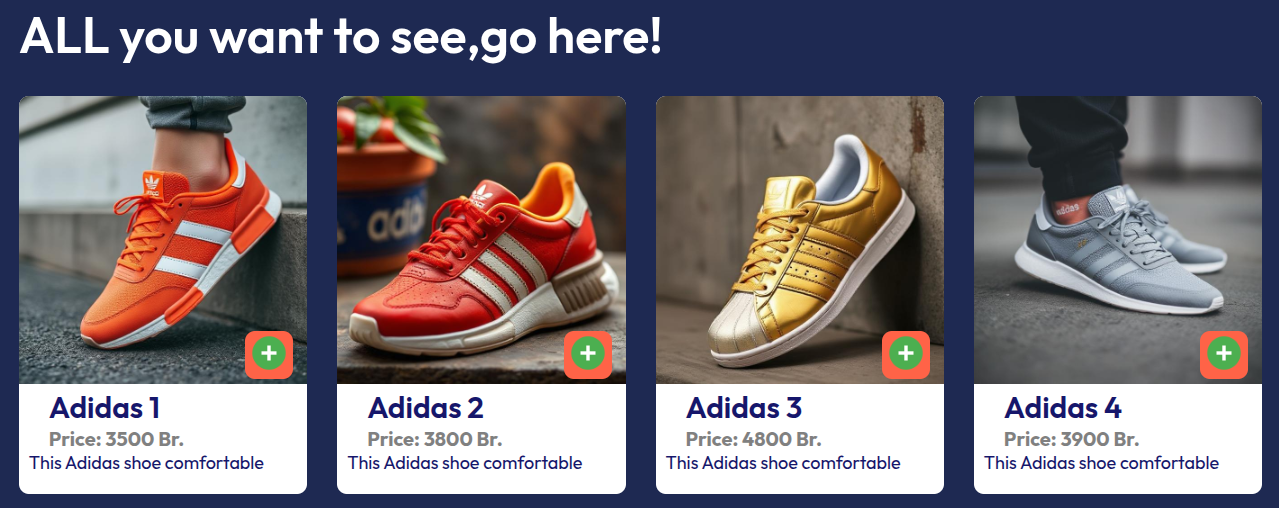 ALL you want to see,go here!
adida
adidas
Adidas 1
Price: 3500 Br.
This Adidas shoe comfortable
Adidas 2
Price: 3800 Br.
This Adidas shoe comfortable
Adidas 3
Price: 4800 Br.
This Adidas shoe comfortable
Adidas 4
Price: 3900 Br.
This Adidas shoe comfortable